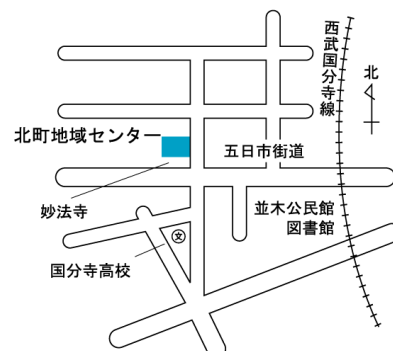 西武国分寺線
北
北町地域センター
五日市街道
妙法寺
並木公民館
図書館
文
国分寺高校